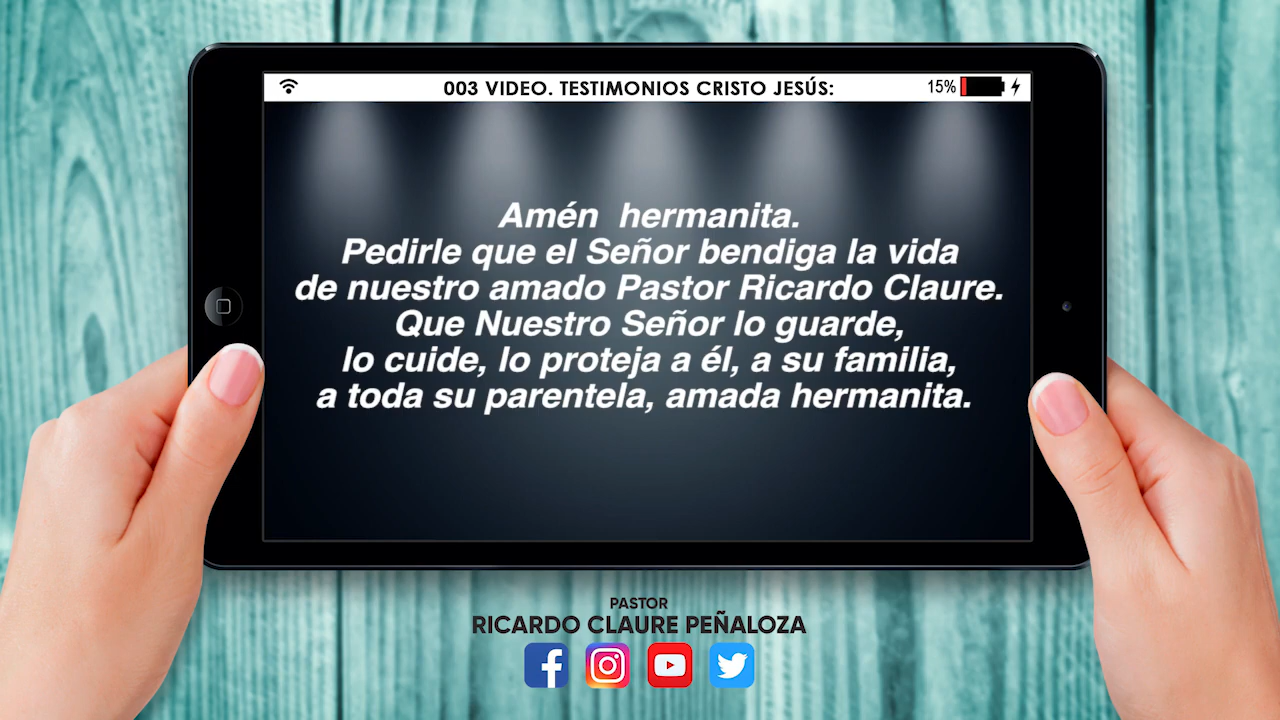 003 VIDEO. TESTIMONIOS CRISTO JESÚS:
15%
Amén hermanita.
Pedirle que el Señor bendiga la vida
de nuestro amado Pastor Ricardo Claure.
Que Nuestro Señor lo guarde,
lo cuide, lo proteja a él, a su familia,
a toda su parentela, amada hermanita.
PASTOR
RICARDO CLAURE PEÑALOZA